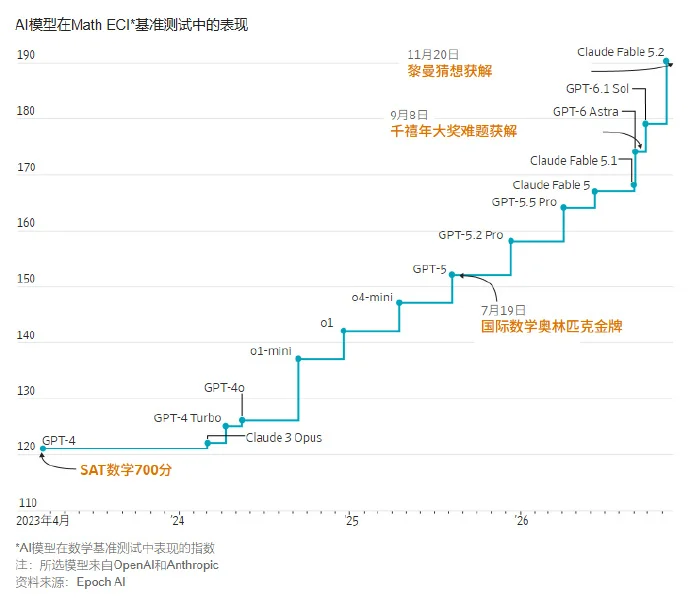 AI模型在Math ECI*基准测试中的表现
190
180
170
160
150
140
130
120
110
11月20日
黎曼猜想获解
Claude Fable 5.2
GPT-6.1 Sol
9月8日
千禧年大奖难题获解
GPT-6 Astra
Claude Fable 5.1
Claude Fable 5
GPT-5.5 Pro
GPT-5.2 Pro
GPT-5
o4-mini
7月19日
国际数学奥林匹克金牌
o1
o1-mini
GPT-4o
GPT-4 Turbo
Claude 3 Opus
GPT-4
SAT数学700分
2023年4月
'24
'25
'26
*AI模型在数学基准测试中表现的指数
注：所选模型来自OpenAI和Anthropic
资料来源：Epoch AI